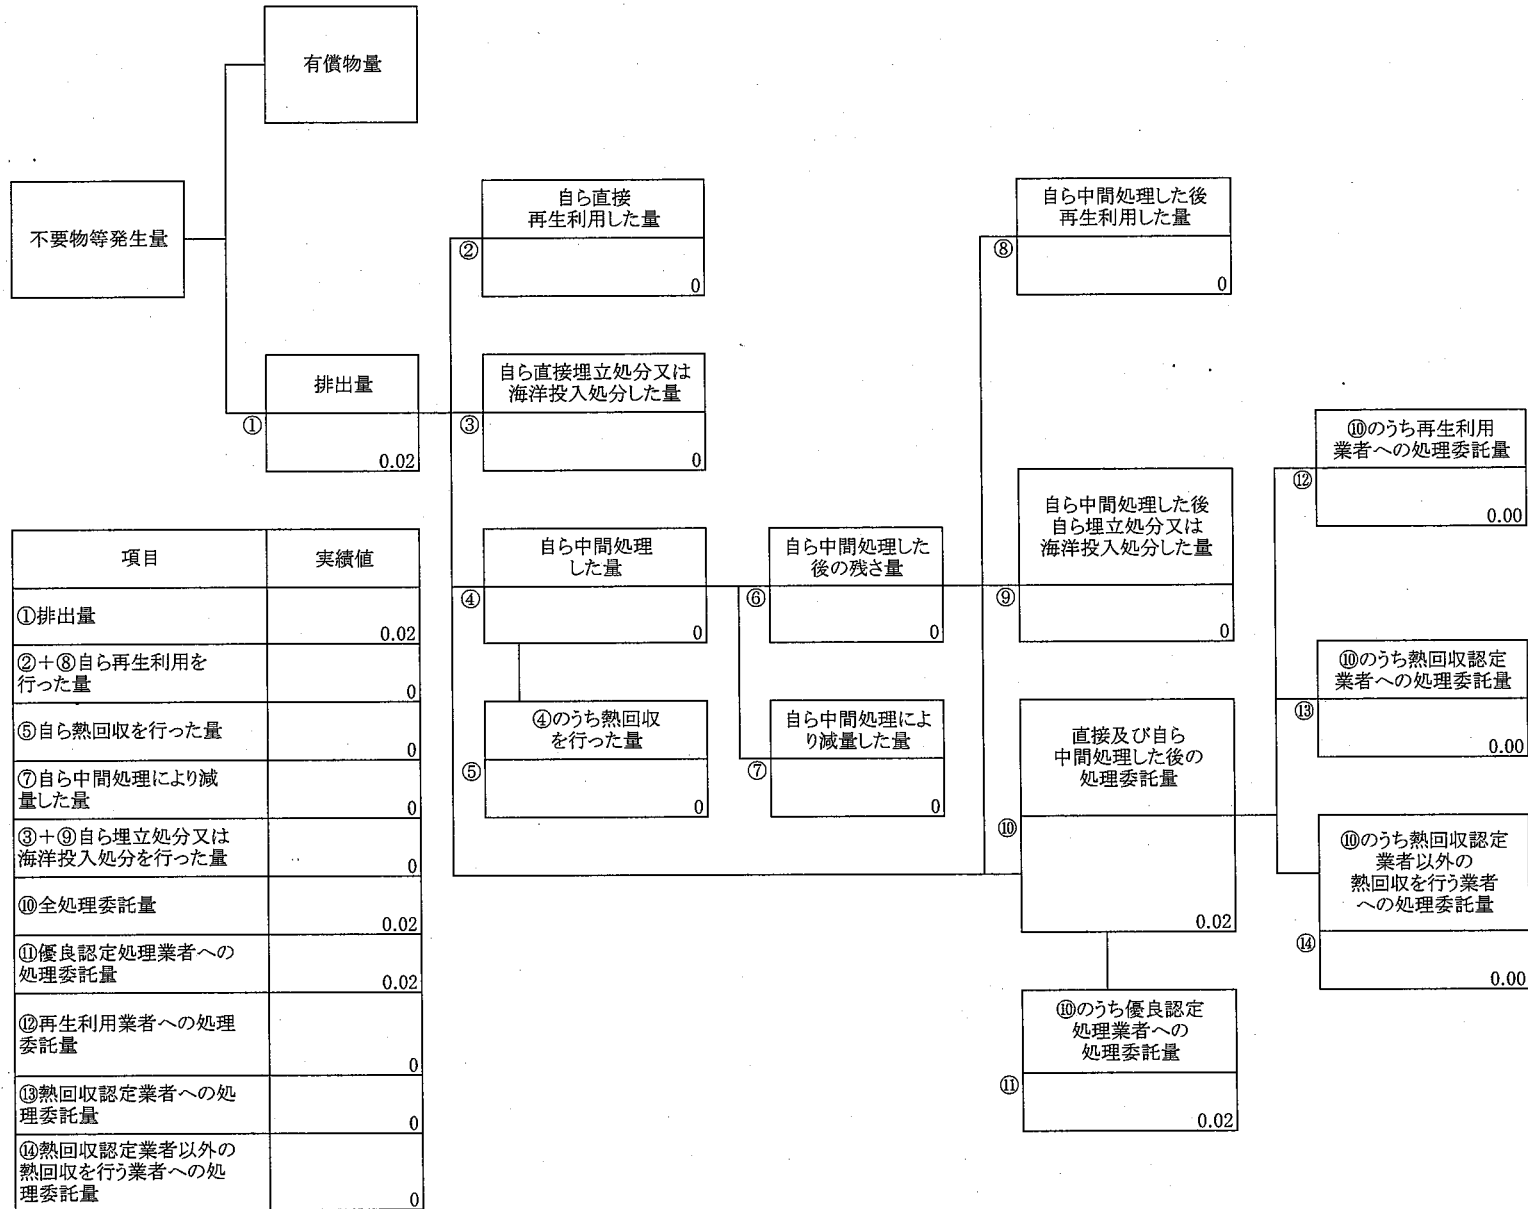 有償物量
不要物等発生量
排出量
①
0.02
自ら直接
再生利用した量
②
0
自ら直接埋立処分又は
海洋投入処分した量
③
0
自ら中間処理
した量
④
0
④のうち熱回収
を行った量
⑤
0
自ら中間処理した
後の残さ量
⑥
0
自ら中間処理によ
り減量した量
⑦
0
自ら中間処理した後
再生利用した量
⑧
0
自ら中間処理した後
自ら埋立処分又は
海洋投入処分した量
⑨
0
直接及び自ら
中間処理した後の
処理委託量
⑩
0.02
⑩のうち優良認定
処理業者への
処理委託量
⑪
0.02
⑩のうち再生利用
業者への処理委託量
⑫
0.00
⑩のうち熱回収認定
業者への処理委託量
⑬
0.00
⑩のうち熱回収認定
業者以外の
熱回収を行う業者
への処理委託量
⑭
0.00
項目 実績値
①排出量
0.02
②+⑧自ら再生利用を
行った量
0
⑤自ら熱回収を行った量
0
⑦自ら中間処理により減
量した量
0
③+⑨自ら埋立処分又は
海洋投入処分を行った量
0
⑩全処理委託量
0.02
⑪優良認定処理業者への
処理委託量
0.02
⑫再生利用業者への処理
委託量
0
⑬熱回収認定業者への処
理委託量
0
⑭熱回収認定業者以外の
熱回収を行う業者への処
理委託量
0